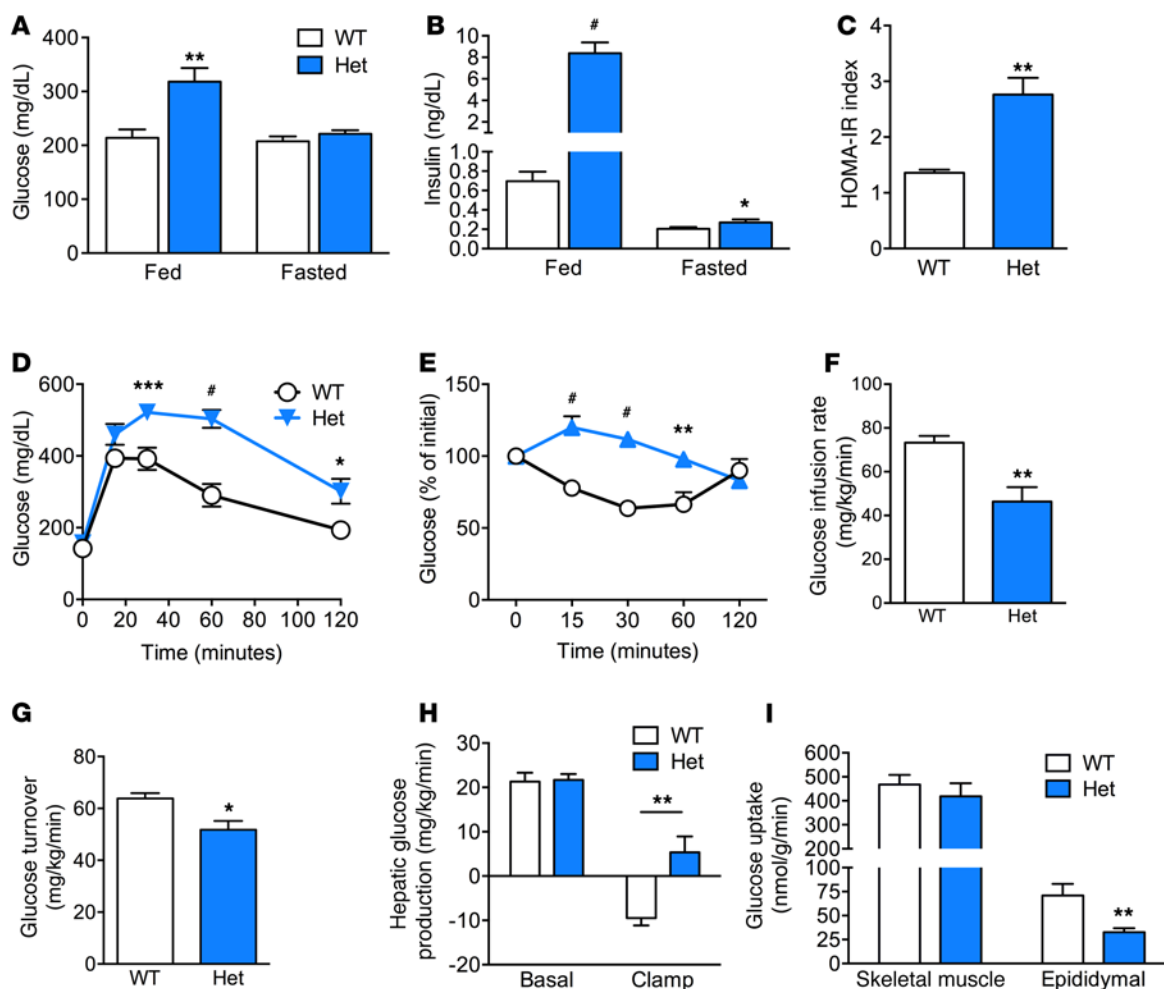 A
Glucose (mg/dL)
400
300
200
100
0
**
WT
Het
Fed
Fasted
B
Insulin (ng/dL)
10
8
6
4
2
0.8
0.6
0.4
0.2
0.0
#
*
Fed
Fasted
C
HOMA-IR index
4
3
2
1
0
**
WT
Het
D
Glucose (mg/dL)
600
400
200
0
***
#
*
WT
Het
0
20
40
60
80
100
120
Time (minutes)
E
Glucose (% of initial)
150
100
50
0
#
#
**
0
15
30
60
120
Time (minutes)
F
Glucose infusion rate
(mg/kg/min)
100
80
60
40
20
0
**
WT
Het
G
Glucose turnover
(mg/kg/min)
80
60
40
20
0
*
WT
Het
H
Hepatic glucose
production (mg/kg/min)
30
20
10
0
-10
-20
WT
Het
**
Basal
Clamp
I
Glucose uptake
(nmol/g/min)
600
500
400
300
200
100
75
50
25
0
WT
Het
**
Skeletal muscle
Epididymal